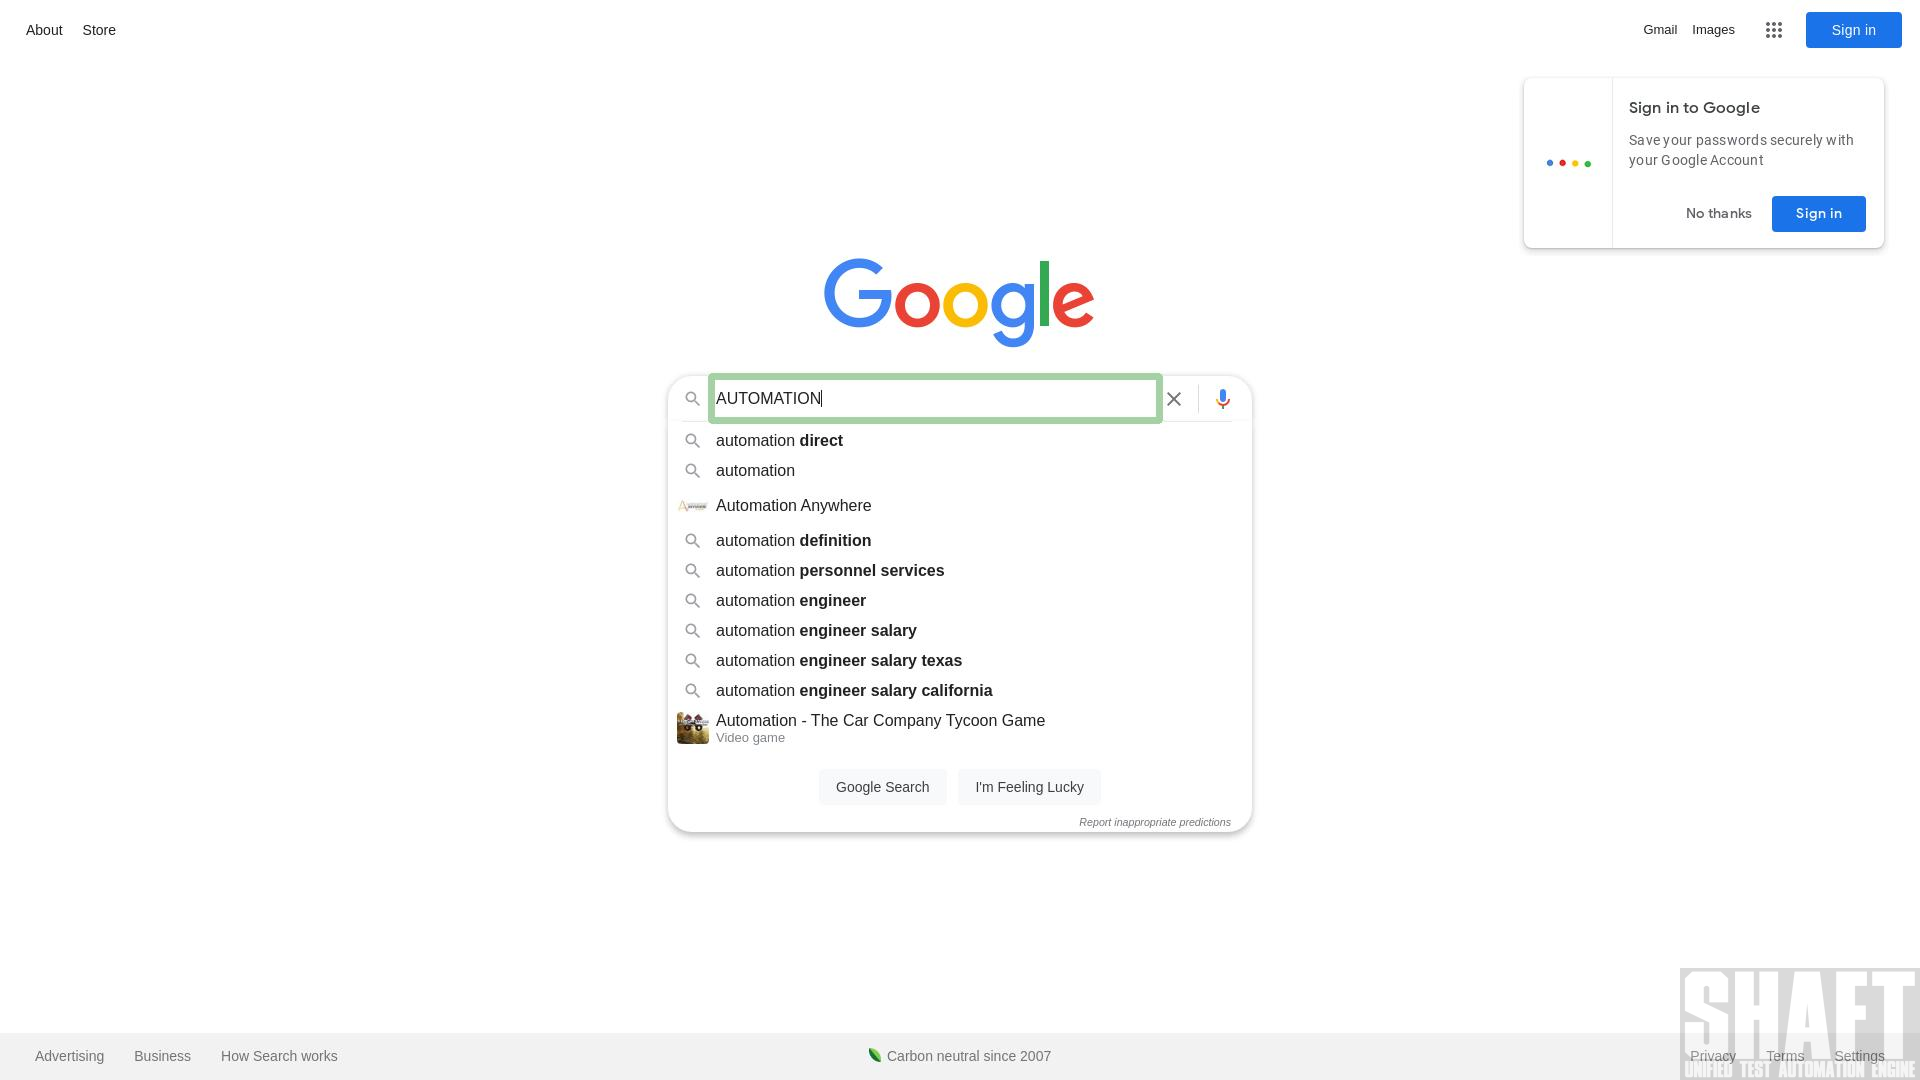 About Store
Gmail Images Sign in
Sign in to Google
Save your passwords securely with
your Google Account
No thanks Sign in
Google
AUTOMATION
automation direct
automation
Automation Anywhere
automation definition
automation personnel services
automation engineer
automation engineer salary
automation engineer salary texas
automation engineer salary california
Automation - The Car Company Tycoon Game
Video game
Google Search I'm Feeling Lucky
Report inappropriate predictions
Advertising Business How Search works
Carbon neutral since 2007
Privacy Terms Settings
SHAFT
UNIFIED TEST AUTOMATION ENGINE